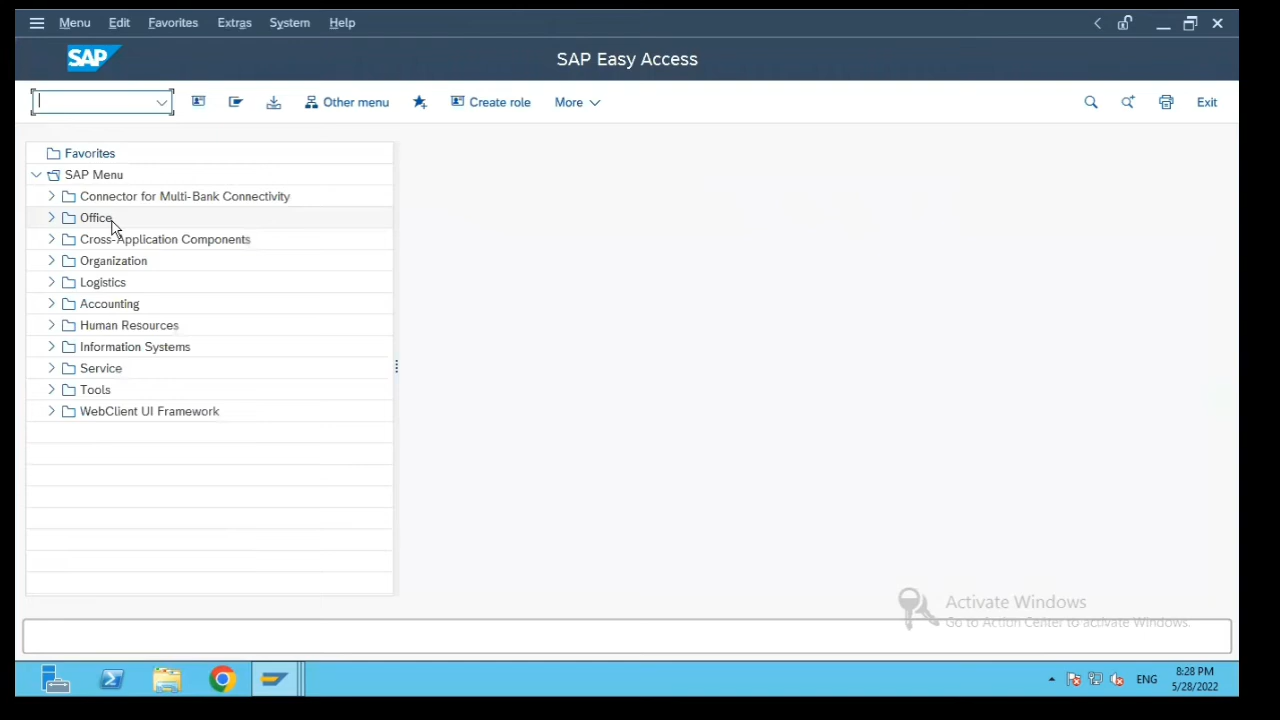 Menu Edit Favorites Extras System Help
SAP SAP Easy Access
Other menu Create role More Exit
Favorites
SAP Menu
Connector for Multi-Bank Connectivity
Office
Cross-Application Components
Organization
Logistics
Accounting
Human Resources
Information Systems
Service
Tools
WebClient UI Framework
Activate Windows
Go to Action Center to activate Windows.
ENG 8:28 PM
5/28/2022